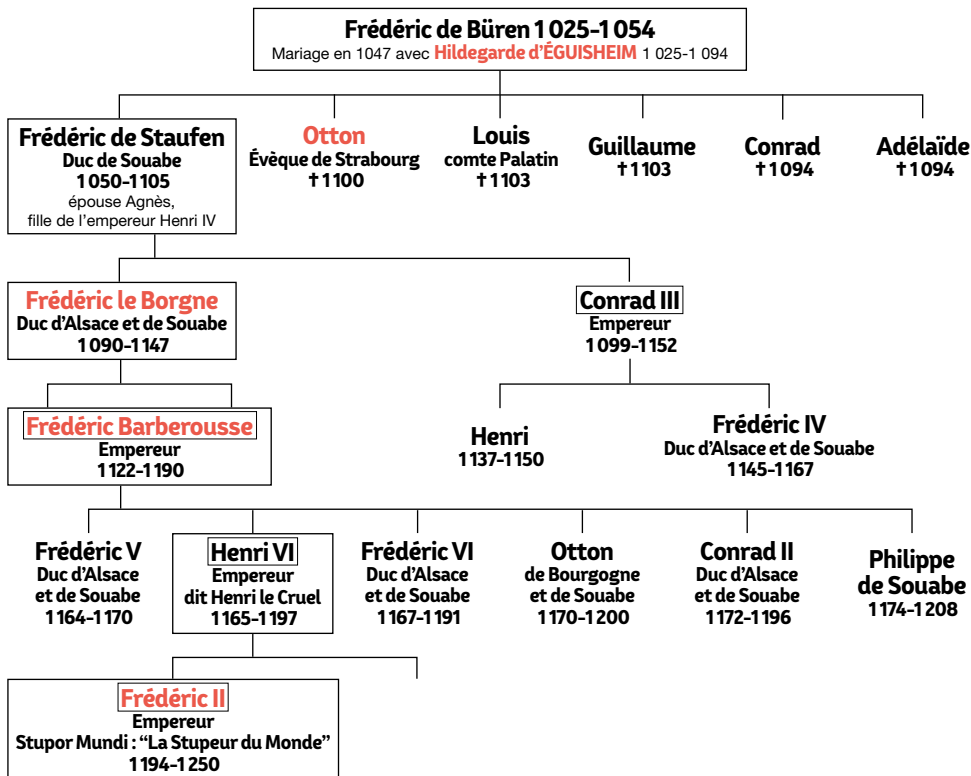 Frédéric de Büren 1 025-1 054
Mariage en 1047 avec Hildegarde d'ÉGUISHEIM 1 025-1 094
Frédéric de Staufen
Duc de Souabe
1 050-1 105
épouse Agnès,
fille de l'empereur Henri IV
Otton
Évèque de Strabourg
† 1 100
Louis
comte Palatin
† 1 103
Guillaume
† 1 103
Conrad
† 1 094
Adélaïde
† 1 094
Frédéric le Borgne
Duc d'Alsace et de Souabe
1 090-1 147
Conrad III
Empereur
1 099-1 152
Frédéric Barberousse
Empereur
1 122-1 190
Henri
1 137-1 150
Frédéric IV
Duc d'Alsace et de Souabe
1 145-1 167
Frédéric V
Duc d'Alsace
et de Souabe
1 164-1 170
Henri VI
Empereur
dit Henri le Cruel
1 165-1 197
Frédéric VI
Duc d'Alsace
et de Souabe
1 167-1 191
Otton
de Bourgogne
et de Souabe
1 170-1 200
Conrad II
Duc d'Alsace
et de Souabe
1 172-1 196
Philippe
de Souabe
1 174-1 208
Frédéric II
Empereur
Stupor Mundi : "La Stupeur du Monde"
1 194-1 250